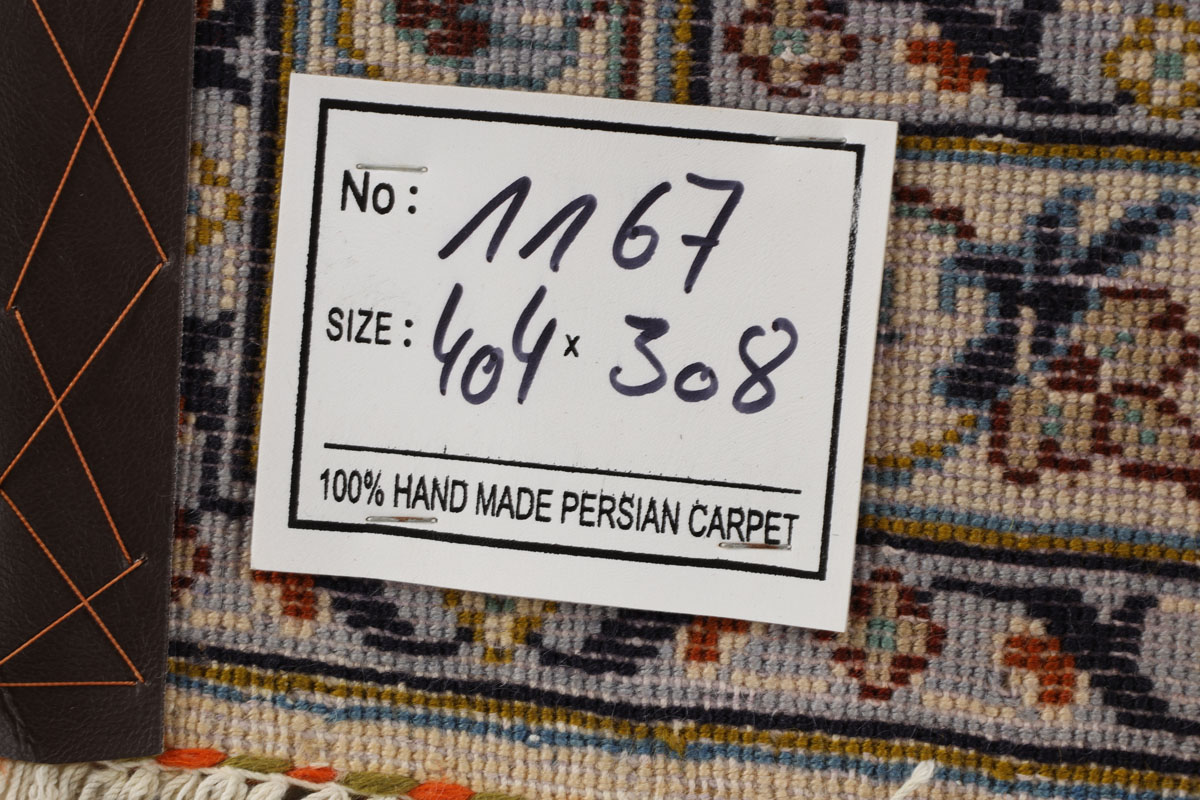 No: 1167
SIZE: 404 x 308
100% HAND MADE PERSIAN CARPET